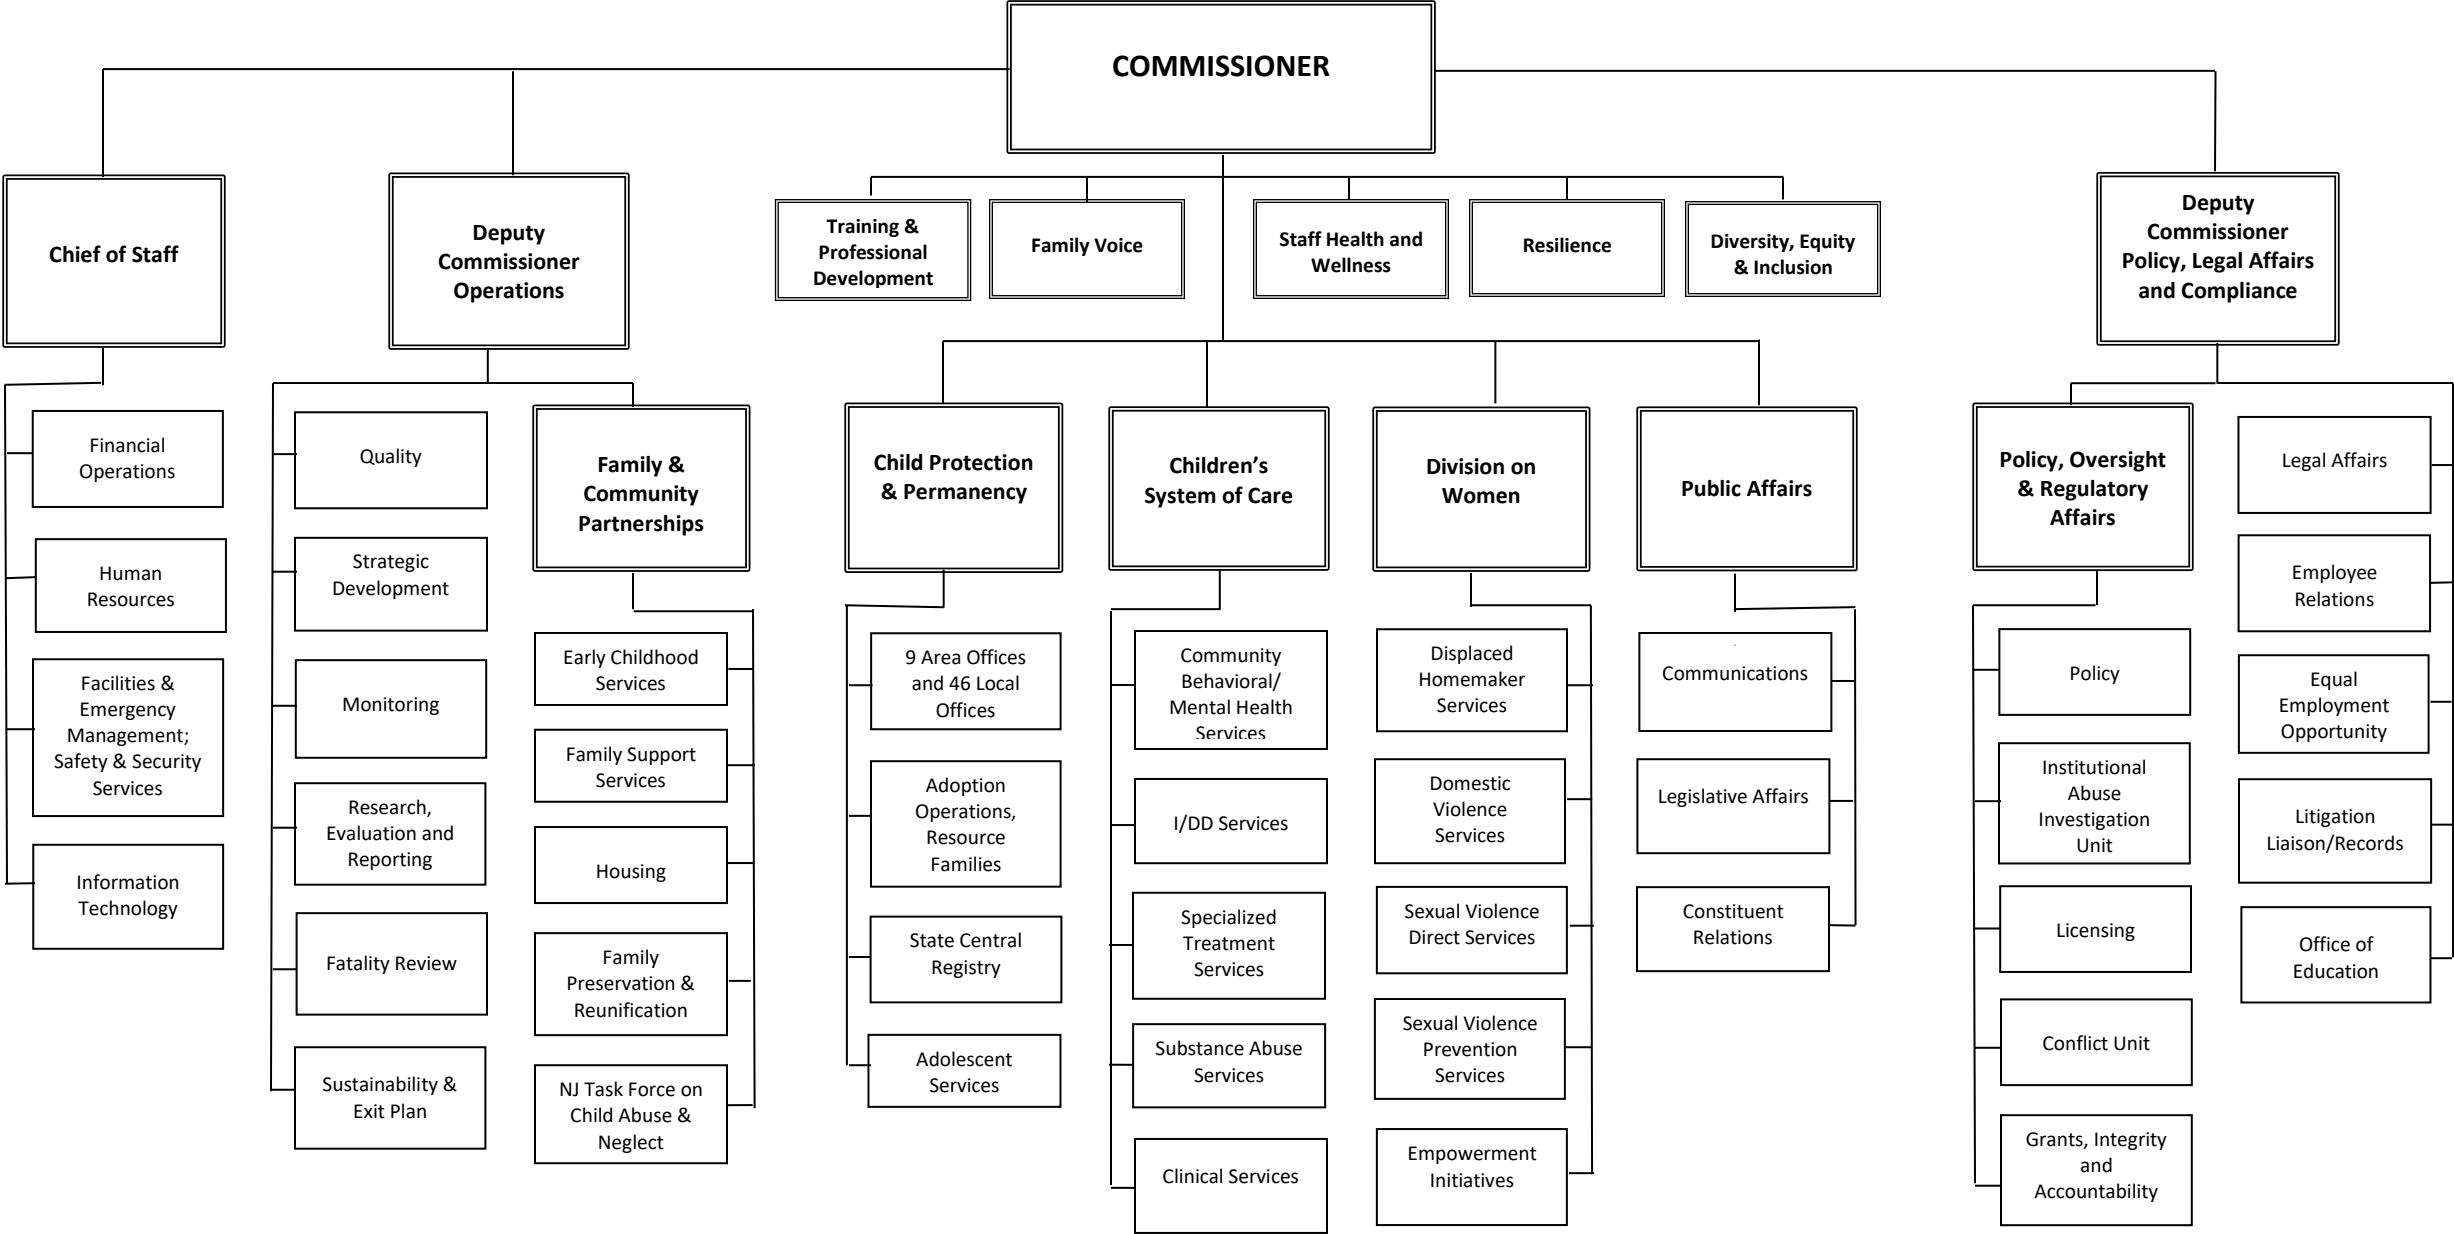 COMMISSIONER
Chief of Staff
Deputy
Commissioner
Operations
Training &
Professional
Development
Family Voice
Staff Health and
Wellness
Resilience
Diversity, Equity
& Inclusion
Deputy
Commissioner
Policy, Legal Affairs
and Compliance
Financial
Operations
Human
Resources
Facilities &
Emergency
Management;
Safety & Security
Services
Information
Technology
Quality
Strategic
Development
Monitoring
Research,
Evaluation and
Reporting
Fatality Review
Sustainability &
Exit Plan
Family &
Community
Partnerships
Early Childhood
Services
Family Support
Services
Housing
Family
Preservation &
Reunification
NJ Task Force on
Child Abuse &
Neglect
Child Protection
& Permanency
9 Area Offices
and 46 Local
Offices
Adoption
Operations,
Resource
Families
State Central
Registry
Adolescent
Services
Children's
System of Care
Community
Behavioral/
Mental Health
Services
I/DD Services
Specialized
Treatment
Services
Substance Abuse
Services
Clinical Services
Division on
Women
Displaced
Homemaker
Services
Domestic
Violence
Services
Sexual Violence
Direct Services
Sexual Violence
Prevention
Services
Empowerment
Initiatives
Public Affairs
Communications
Legislative Affairs
Constituent
Relations
Policy, Oversight
& Regulatory
Affairs
Policy
Institutional
Abuse
Investigation
Unit
Licensing
Conflict Unit
Grants, Integrity
and
Accountability
Legal Affairs
Employee
Relations
Equal
Employment
Opportunity
Litigation
Liaison/Records
Office of
Education